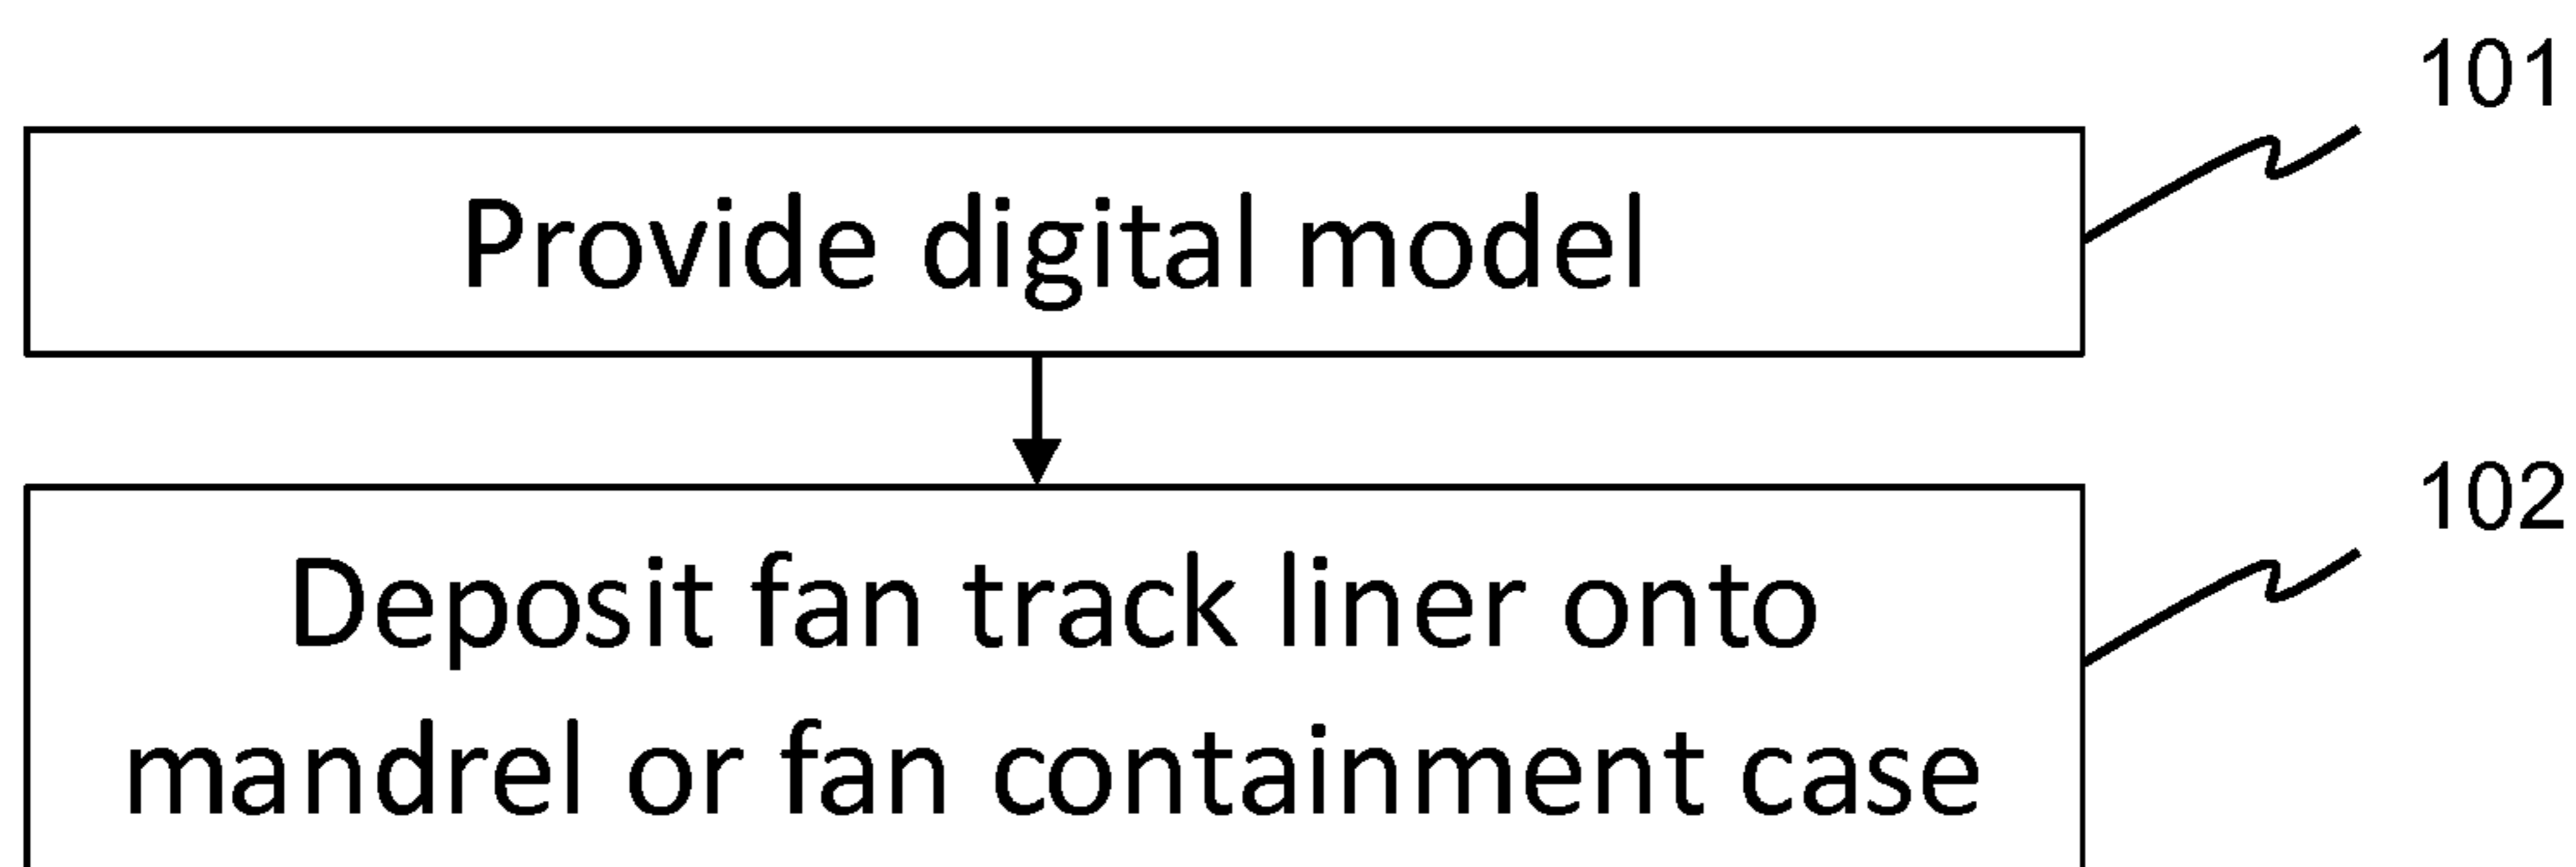 101
Provide digital model
102
Deposit fan track liner onto
mandrel or fan containment case